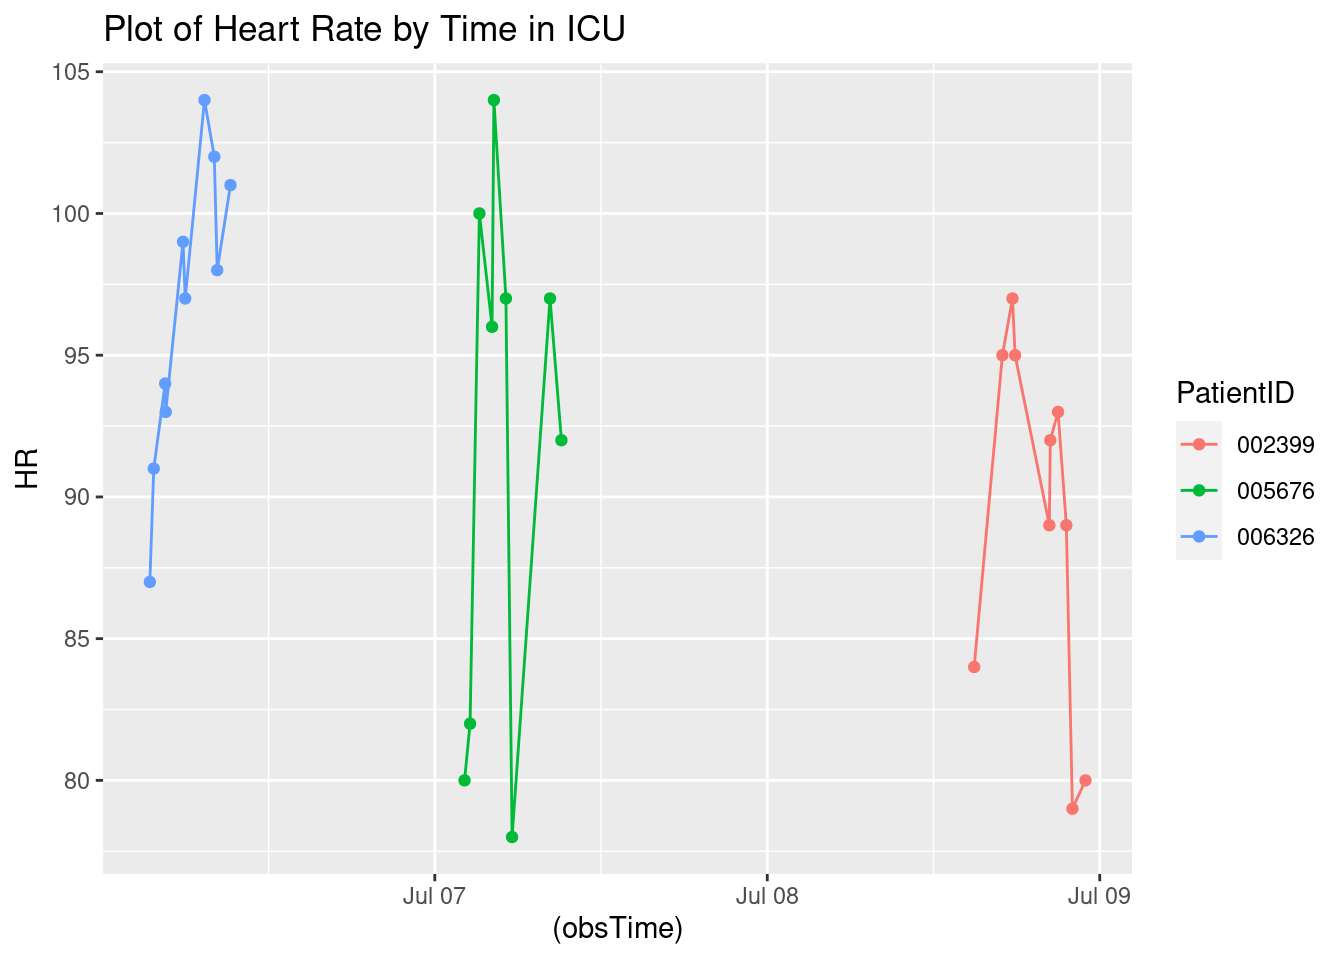 Plot of Heart Rate by Time in ICU
105
100
95
90
85
80
HR
Jul 07
Jul 08
Jul 09
(obsTime)
PatientID
002399
005676
006326